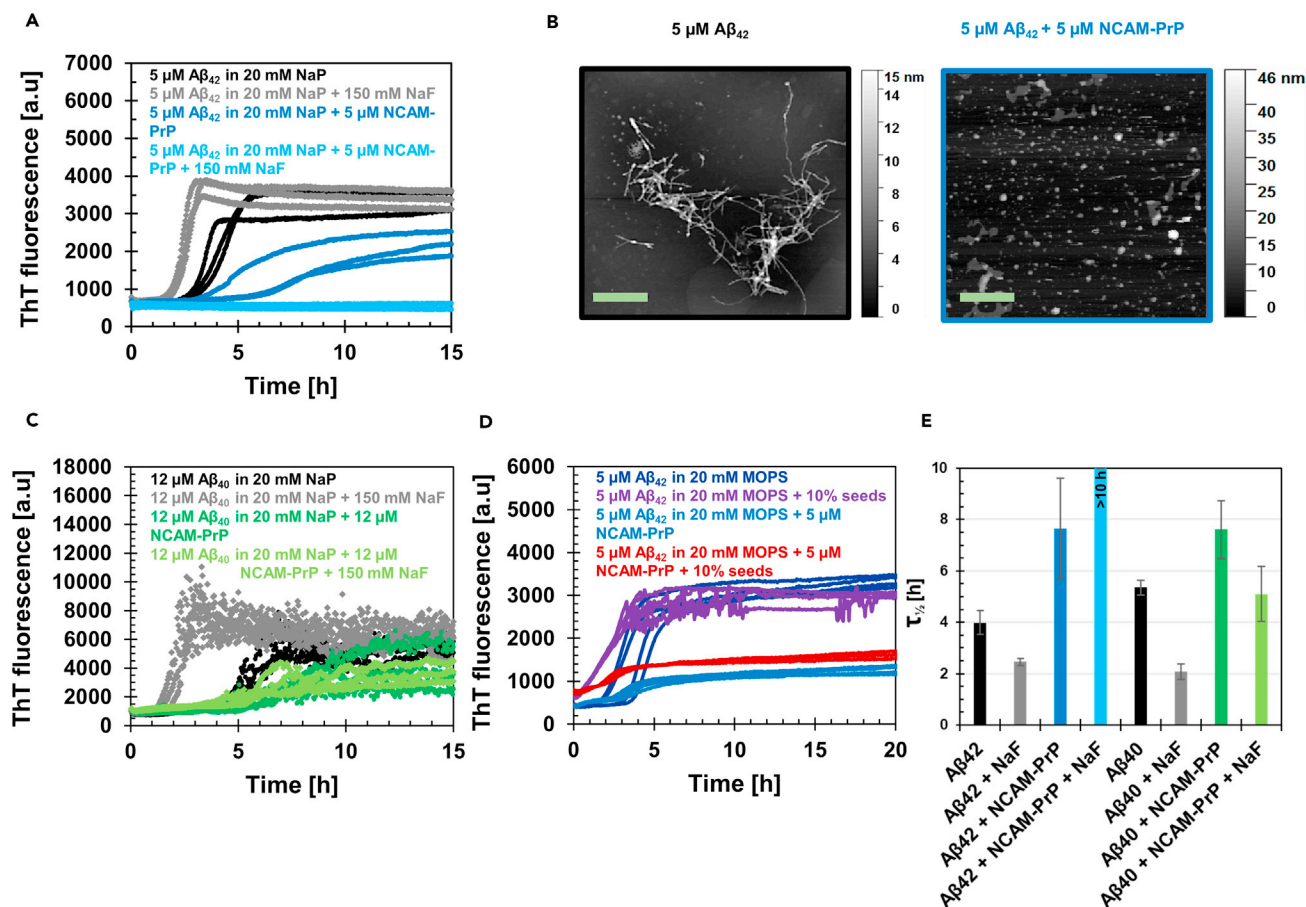 A
7000
6000
5000
4000
3000
2000
1000
0
ThT fluorescence [a.u]
5 µM Aβ₄₂ in 20 mM NaP
5 µM Aβ₄₂ in 20 mM NaP + 150 mM NaF
5 µM Aβ₄₂ in 20 mM NaP + 5 µM NCAM-
PrP
5 µM Aβ₄₂ in 20 mM NaP + 5 µM NCAM-
PrP + 150 mM NaF
0 5 10 15
Time [h]
B
5 µM Aβ₄₂
15 nm
14
12
10
8
6
4
2
0
5 µM Aβ₄₂ + 5 µM NCAM-PrP
46 nm
40
35
30
25
20
15
10
0
C
18000
16000
14000
12000
10000
8000
6000
4000
2000
0
ThT fluorescence [a.u]
12 µM Aβ₄₀ in 20 mM NaP
12 µM Aβ₄₀ in 20 mM NaP + 150 mM NaF
12 µM Aβ₄₀ in 20 mM NaP + 12 µM
NCAM-PrP
12 µM Aβ₄₀ in 20 mM NaP + 12 µM
NCAM-PrP + 150 mM NaF
0 5 10 15
Time [h]
D
6000
5000
4000
3000
2000
1000
0
ThT fluorescence [a.u]
5 µM Aβ₄₂ in 20 mM MOPS
5 µM Aβ₄₂ in 20 mM MOPS + 10% seeds
5 µM Aβ₄₂ in 20 mM MOPS + 5 µM
NCAM-PrP
5 µM Aβ₄₂ in 20 mM MOPS + 5 µM
NCAM-PrP + 10% seeds
0 5 10 15 20
Time [h]
E
10
8
6
4
2
0
τ½ [h]
>10 h
Aβ42
Aβ42 + NaF
Aβ42 + NCAM-PrP
Aβ42 + NCAM-PrP + NaF
Aβ40
Aβ40 + NaF
Aβ40 + NCAM-PrP
Aβ40 + NCAM-PrP + NaF